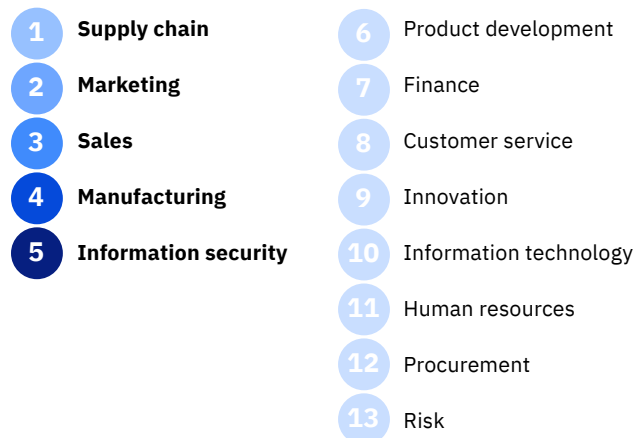 1 Supply chain
2 Marketing
3 Sales
4 Manufacturing
5 Information security
6 Product development
7 Finance
8 Customer service
9 Innovation
10 Information technology
11 Human resources
12 Procurement
13 Risk